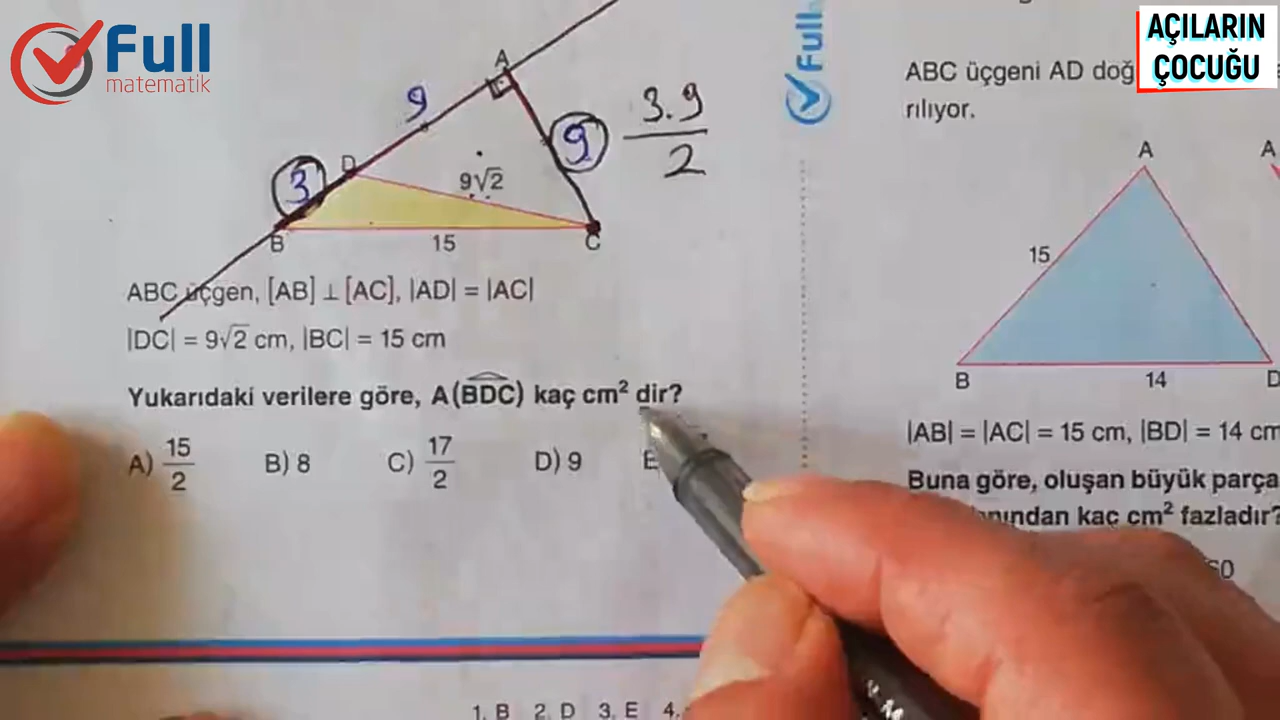 Full
matematik
AÇILARIN
ÇOCUĞU
Full
A
9
D
3
9
3.9
2
9√2
B
15
C
ABC üçgen, [AB] ⊥ [AC], |AD| = |AC|
|DC| = 9√2 cm, |BC| = 15 cm
Yukarıdaki verilere göre, A(BDC) kaç cm² dir?
A) 15/2 B) 8 C) 17/2 D) 9 E
1. B 2. D 3. E 4.
ABC üçgeni AD doğ
rılıyor.
A
A
15
B
14
D
|AB| = |AC| = 15 cm, |BD| = 14 cm
Buna göre, oluşan büyük parça
kaç cm² fazladır?